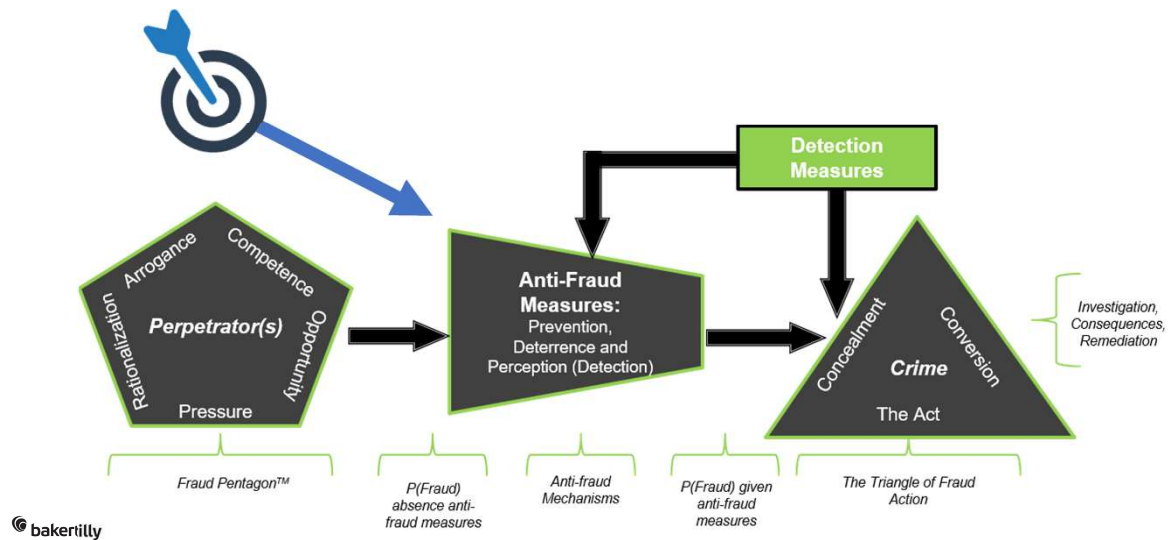 Detection
Measures
Arrogance
Competence
Rationalization
Opportunity
Perpetrator(s)
Pressure
Anti-Fraud
Measures:
Prevention,
Deterrence and
Perception (Detection)
Concealment
Conversion
Crime
The Act
Investigation,
Consequences,
Remediation
Fraud Pentagon™
P(Fraud)
absence anti-
fraud measures
Anti-fraud
Mechanisms
P(Fraud) given
anti-fraud
measures
The Triangle of Fraud
Action
bakertilly